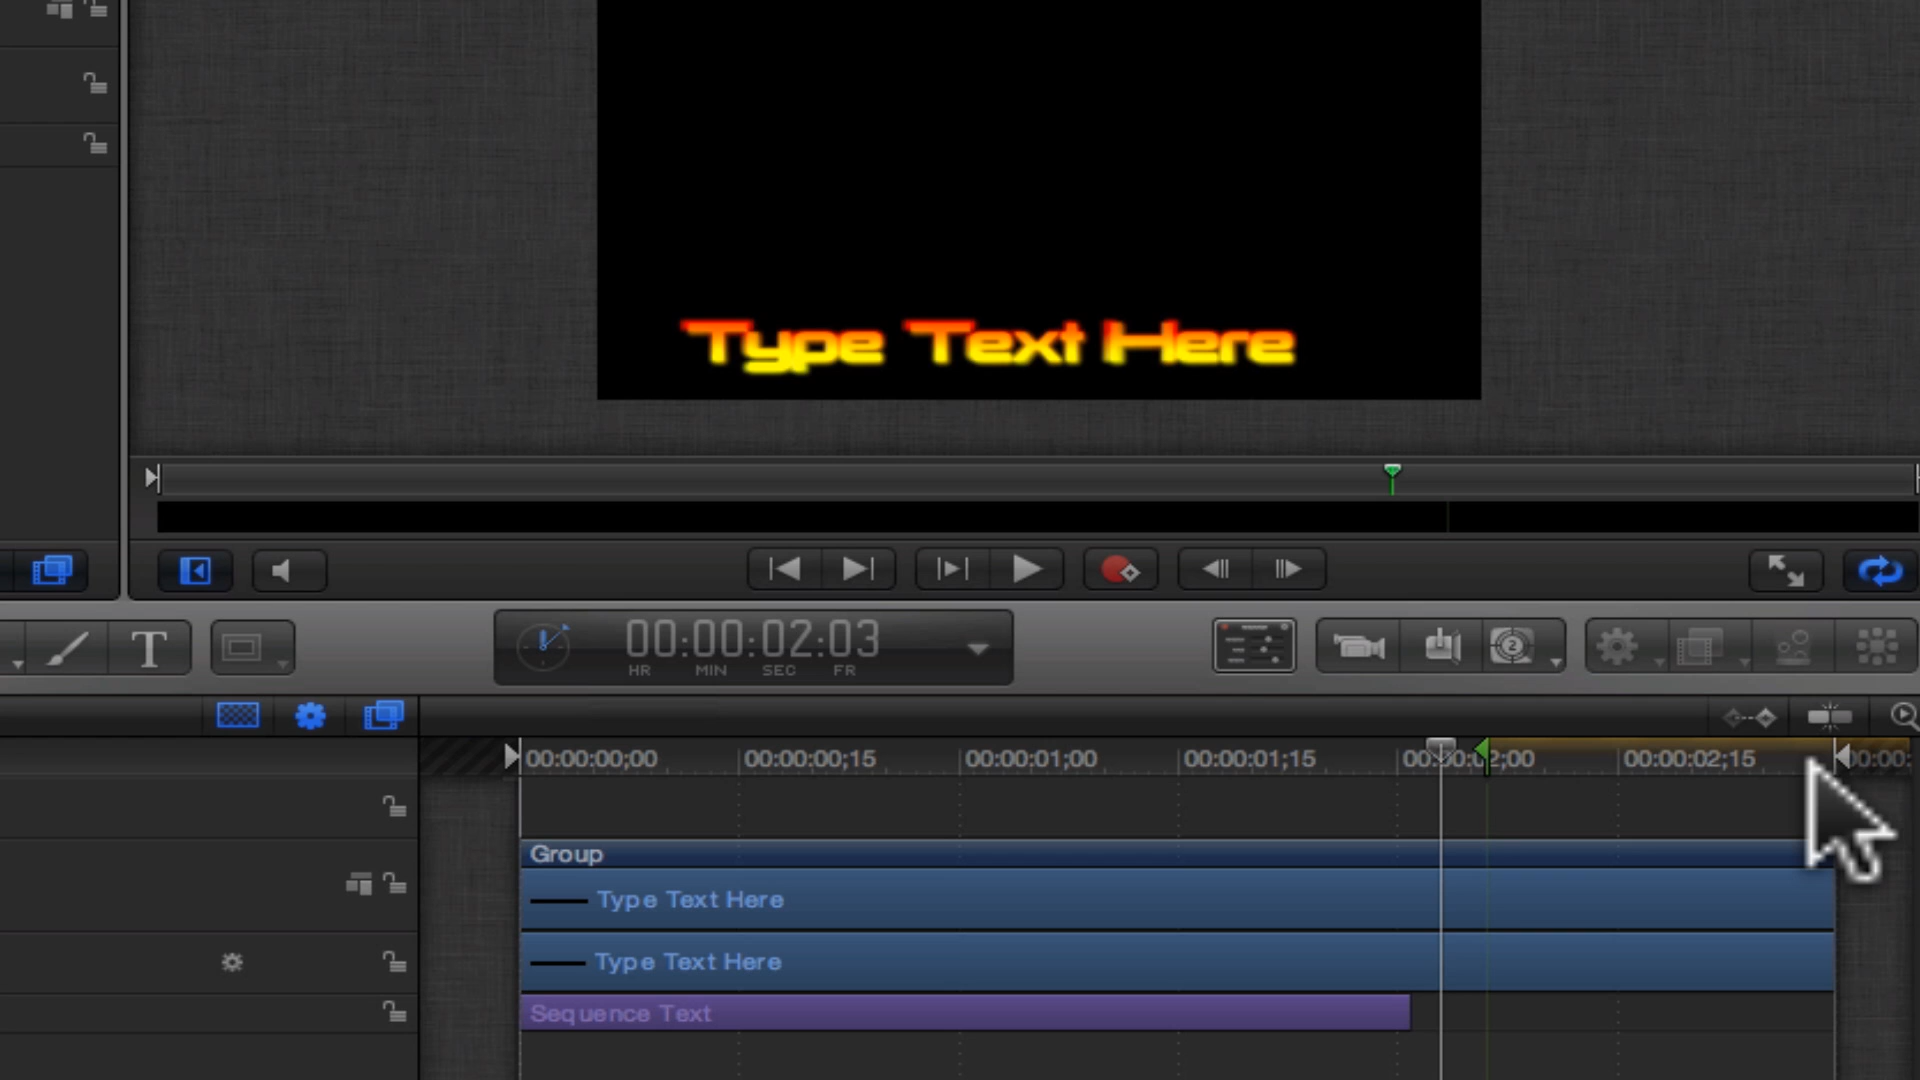 Type Text Here
T
00:00:02:03
HR MIN SEC FR
2
00:00:00;00 00:00:00;15 00:00:01;00 00:00:01;15 00:00:02;00 00:00:02;15 00:00:
Group
Type Text Here
Type Text Here
Sequence Text